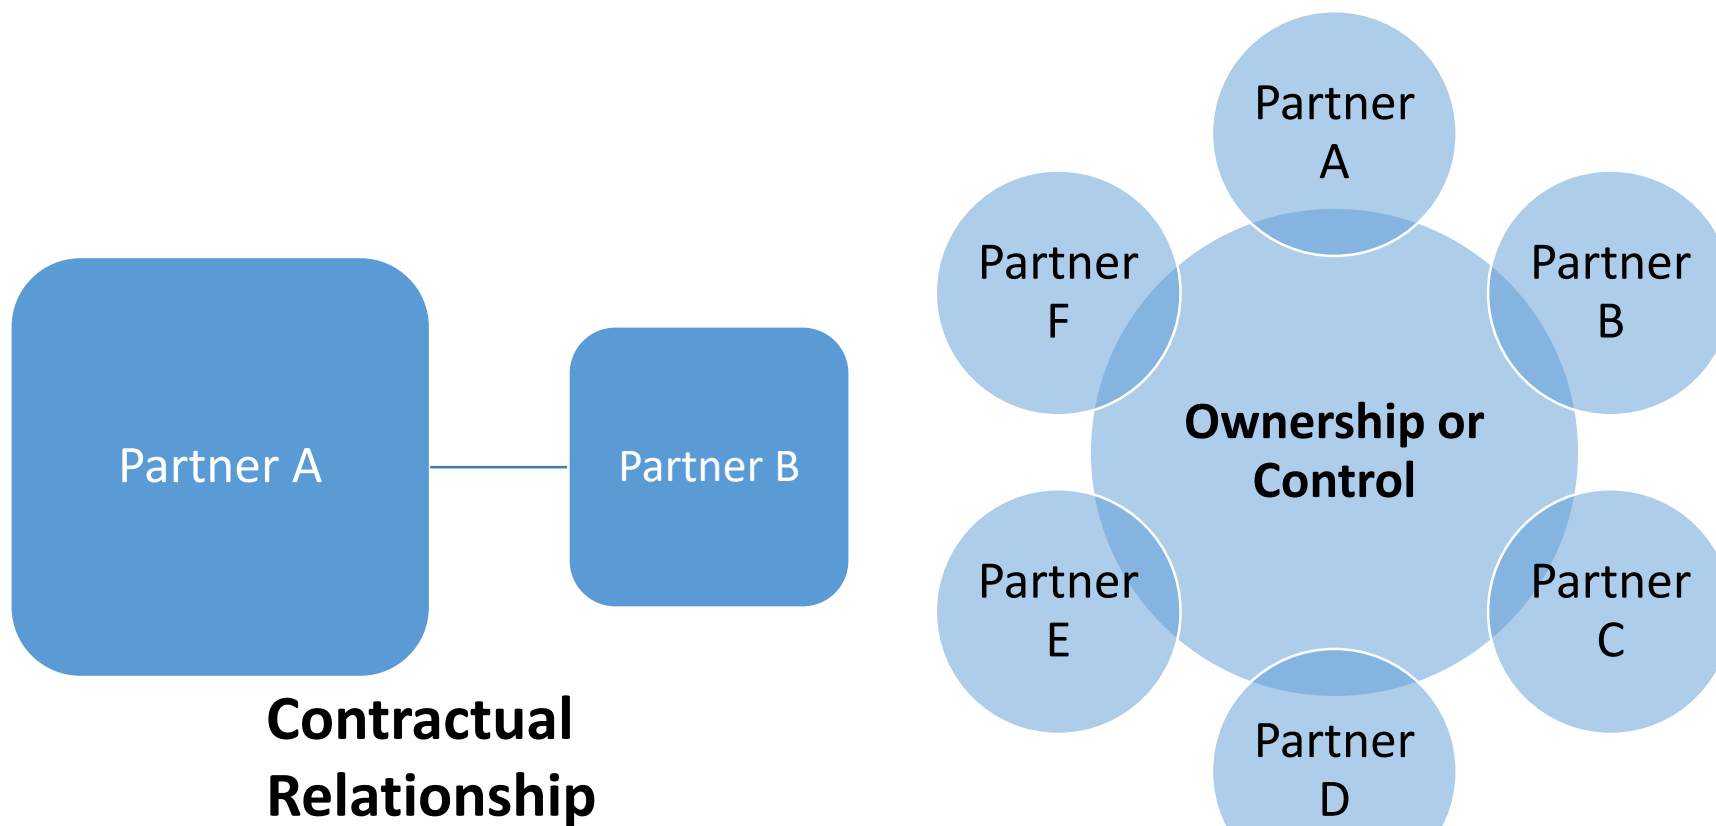 Partner A
Partner B
Contractual
Relationship
Partner
A
Partner
B
Partner
C
Partner
D
Partner
E
Partner
F
Ownership or
Control